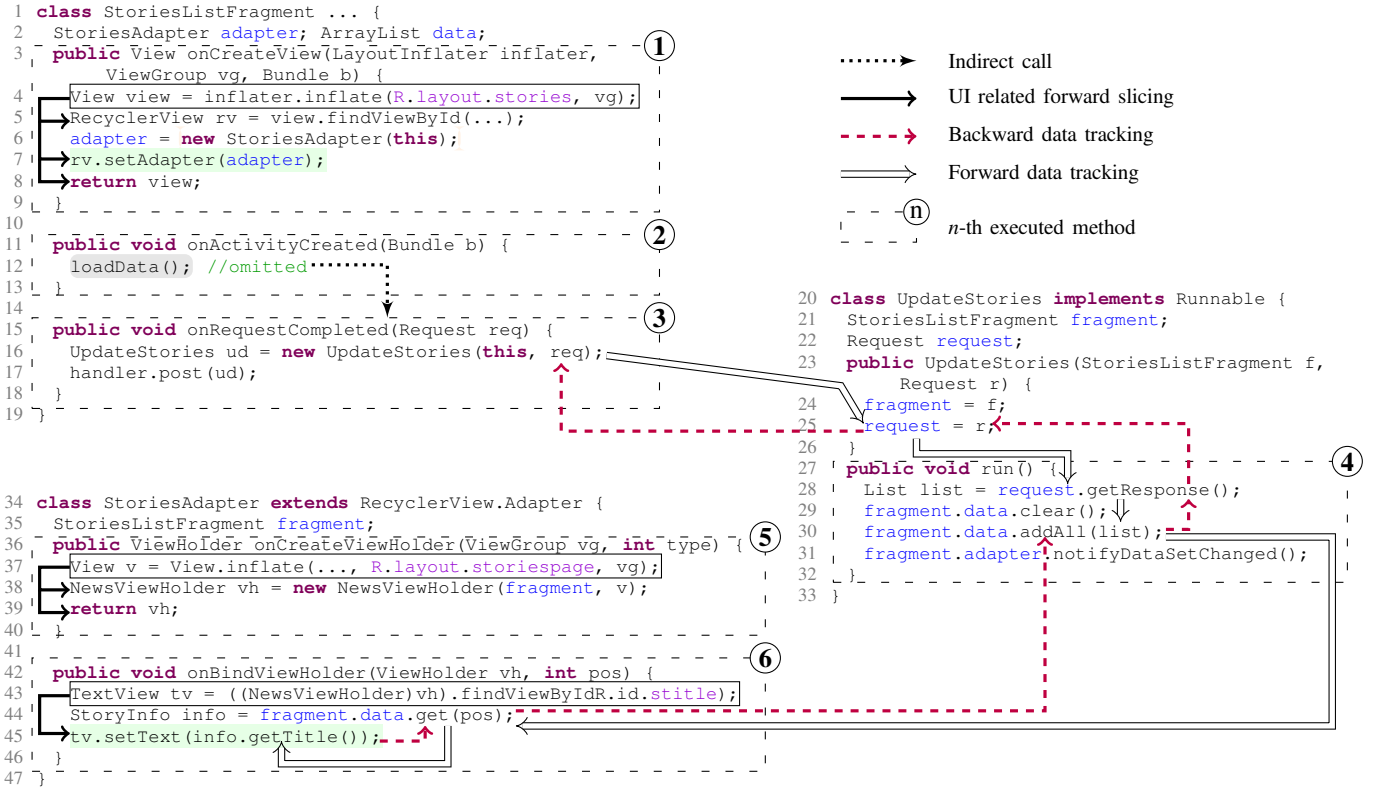 1 class StoriesListFragment ... {
2 StoriesAdapter adapter; ArrayList data;
3 public View onCreateView(LayoutInflater inflater,
ViewGroup vg, Bundle b) {
4 View view = inflater.inflate(R.layout.stories, vg);
5 RecyclerView rv = view.findViewById(...);
6 adapter = new StoriesAdapter(this);
7 rv.setAdapter(adapter);
8 return view;
9 }
10
11 public void onActivityCreated(Bundle b) {
12 loadData(); //omitted
13 }
14
15 public void onRequestCompleted(Request req) {
16 UpdateStories ud = new UpdateStories(this, req);
17 handler.post(ud);
18 }
19 }
1
2
3
Indirect call
UI related forward slicing
Backward data tracking
Forward data tracking
n
n-th executed method
20 class UpdateStories implements Runnable {
21 StoriesListFragment fragment;
22 Request request;
23 public UpdateStories(StoriesListFragment f,
Request r) {
24 fragment = f;
25 request = r;
26 }
27 public void run() {
28 List list = request.getResponse();
29 fragment.data.clear();
30 fragment.data.addAll(list);
31 fragment.adapter.notifyDataSetChanged();
32 }
33 }
4
34 class StoriesAdapter extends RecyclerView.Adapter {
35 StoriesListFragment fragment;
36 public ViewHolder onCreateViewHolder(ViewGroup vg, int type) {
37 View v = View.inflate(..., R.layout.storiespage, vg);
38 NewsViewHolder vh = new NewsViewHolder(fragment, v);
39 return vh;
40 }
41
42 public void onBindViewHolder(ViewHolder vh, int pos) {
43 TextView tv = ((NewsViewHolder)vh).findViewByIdR.id.stitle);
44 StoryInfo info = fragment.data.get(pos);
45 tv.setText(info.getTitle());
46 }
47 }
5
6